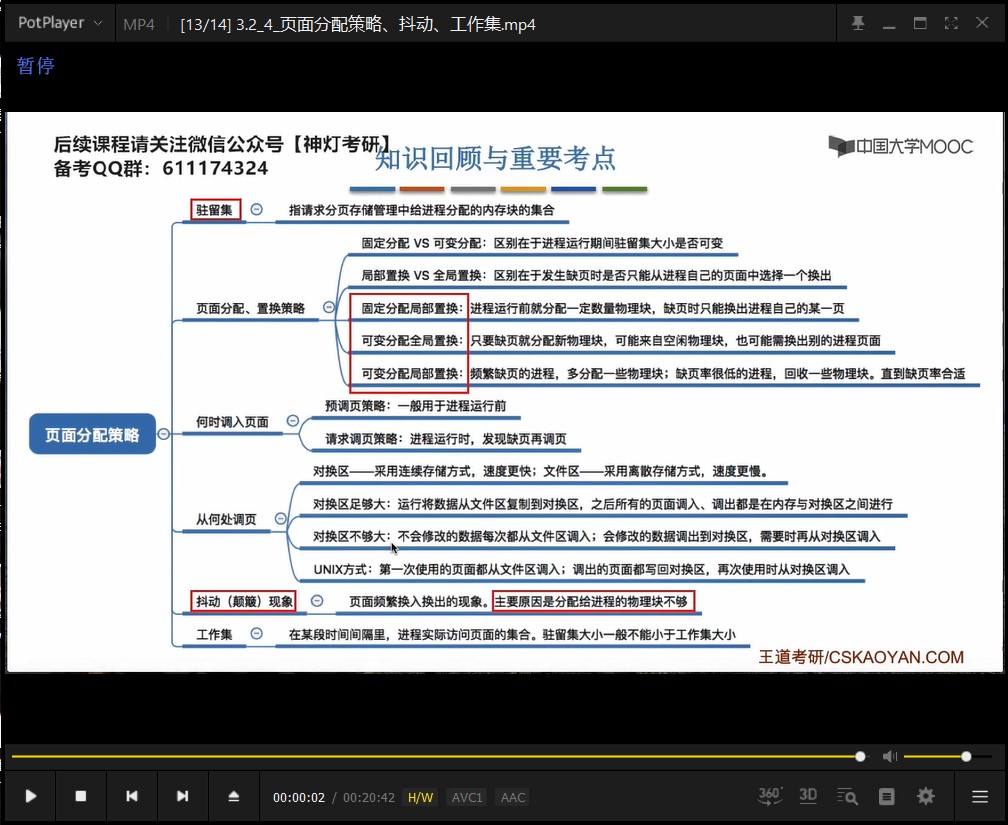 PotPlayer
MP4
[13/14] 3.2_4_页面分配策略、抖动、工作集.mp4
暂停
后续课程请关注微信公众号【神灯考研】
备考QQ群：611174324
知识回顾与重要考点
中国大学MOOC
驻留集
指请求分页存储管理中给进程分配的内存块的集合
固定分配 VS 可变分配：区别在于进程运行期间驻留集大小是否可变
局部置换 VS 全局置换：区别在于发生缺页时是否只能从进程自己的页面中选择一个换出
页面分配、置换策略
固定分配局部置换：进程运行前就分配一定数量物理块，缺页时只能换出进程自己的某一页
可变分配全局置换：只要缺页就分配新物理块，可能来自空闲物理块，也可能需换出别的进程页面
可变分配局部置换：频繁缺页的进程，多分配一些物理块；缺页率很低的进程，回收一些物理块。直到缺页率合适
页面分配策略
何时调入页面
预调页策略：一般用于进程运行前
请求调页策略：进程运行时，发现缺页再调页
从何处调页
对换区——采用连续存储方式，速度更快；文件区——采用离散存储方式，速度更慢。
对换区足够大：运行将数据从文件区复制到对换区，之后所有的页面调入、调出都是在内存与对换区之间进行
对换区不够大：不会修改的数据每次都从文件区调入；会修改的数据调出到对换区，需要时再从对换区调入
UNIX方式：第一次使用的页面都从文件区调入；调出的页面都写回对换区，再次使用时从对换区调入
抖动（颠簸）现象
页面频繁换入换出的现象。主要原因是分配给进程的物理块不够
工作集
在某段时间间隔里，进程实际访问页面的集合。驻留集大小一般不能小于工作集大小
王道考研/CSKAOYAN.COM
00:00:02 / 00:20:42 H/W AVC1 AAC
360°
3D